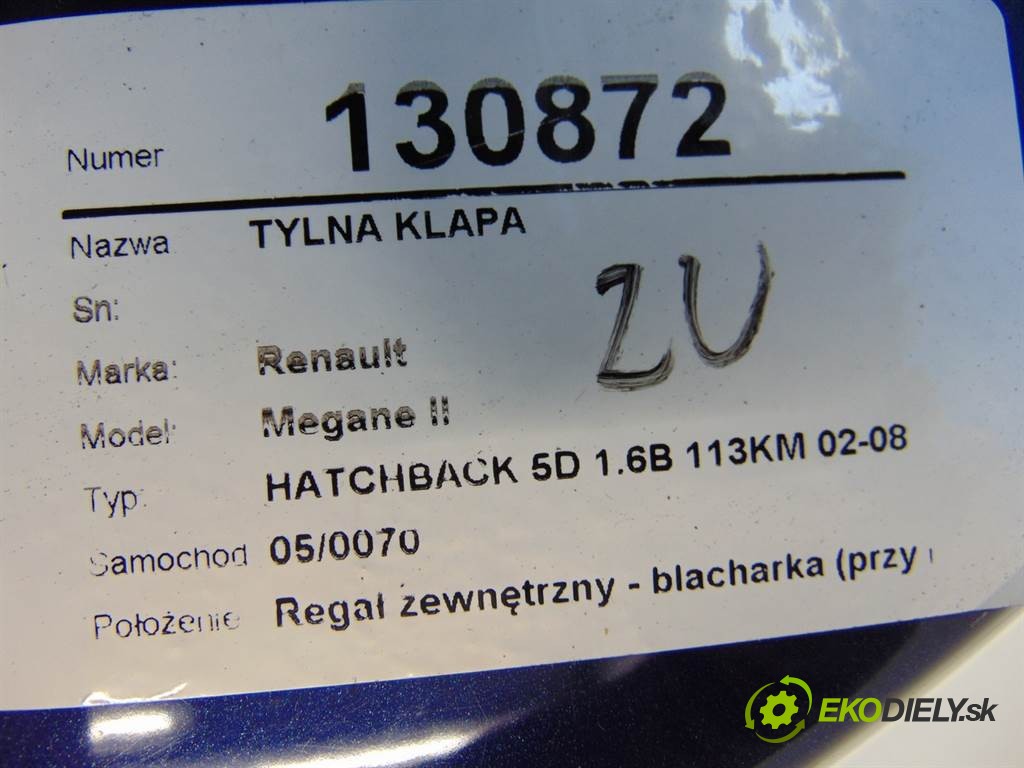 Numer 130872
Nazwa TYLNA KLAPA
Sn:
ZU
Marka: Renault
Model: Megane II
Typ: HATCHBACK 5D 1.6B 113KM 02-08
Samochod 05/0070
Położenie Regał zewnętrzny - blacharka (przy
EKODIELY.sk